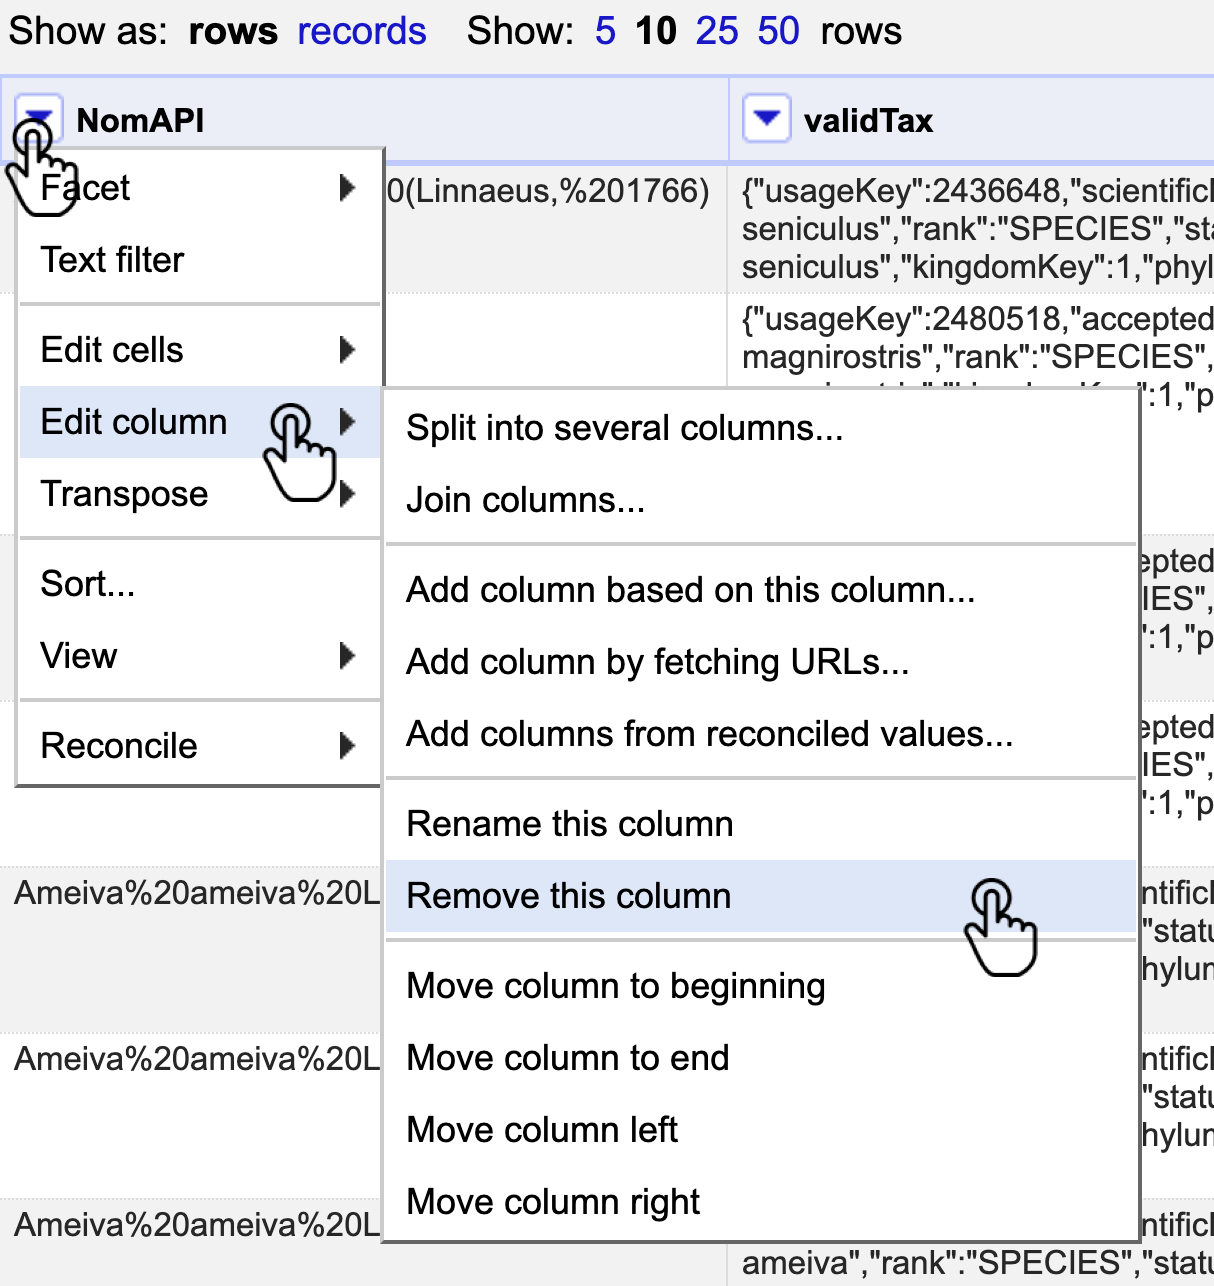 Show as: rows records Show: 5 10 25 50 rows
NomAPI validTax
Facet
Text filter
Edit cells
Edit column
Transpose
Sort...
View
Reconcile
Split into several columns...
Join columns...
Add column based on this column...
Add column by fetching URLs...
Add columns from reconciled values...
Rename this column
Remove this column
Move column to beginning
Move column to end
Move column left
Move column right
0(Linnaeus,%201766)
{"usageKey":2436648,"scientific
seniculus","rank":"SPECIES","sta
seniculus","kingdomKey":1,"phyl
{"usageKey":2480518,"accepted
magnirostris","rank":"SPECIES",
":1,"p
epted
IES",
":1,"p
epted
IES",
":1,"p
Ameiva%20ameiva%20L
ntific
"statu
hylum
Ameiva%20ameiva%20L
ntific
"statu
hylum
Ameiva%20ameiva%20L
ntific
ameiva","rank":"SPECIES","statu